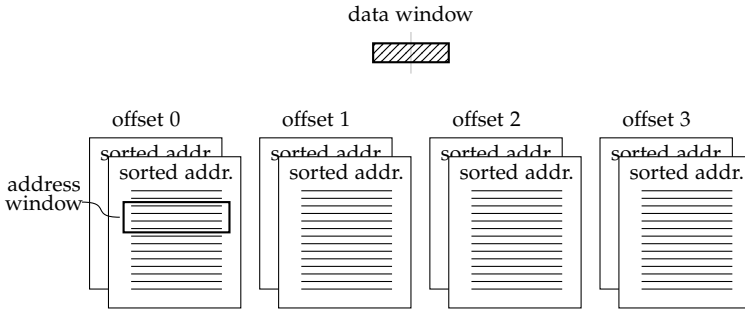 data window
offset 0
offset 1
offset 2
offset 3
sorted addr.
sorted addr.
sorted addr.
sorted addr.
sorted addr.
sorted addr.
sorted addr.
sorted addr.
address
window